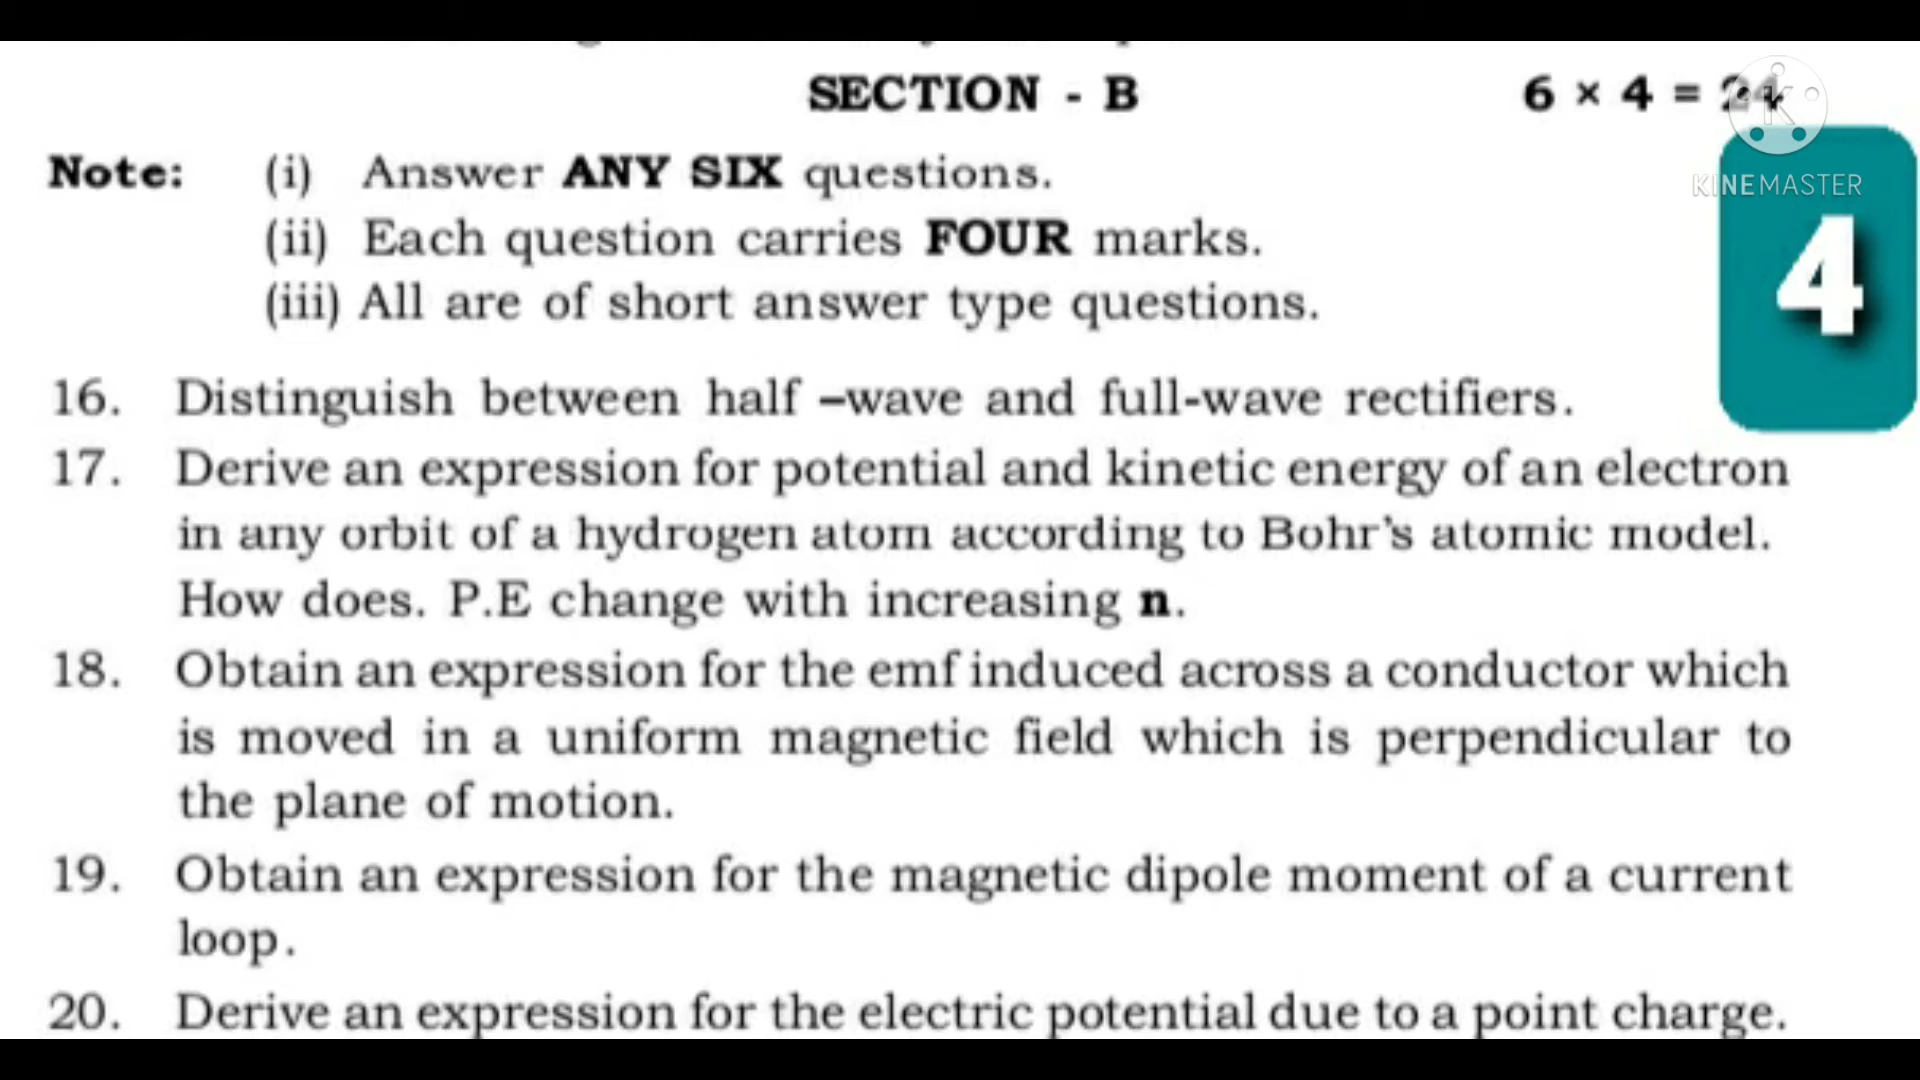 SECTION - B 6 × 4 = 24
KINEMASTER
Note: (i) Answer ANY SIX questions.
(ii) Each question carries FOUR marks.
(iii) All are of short answer type questions.
4
16. Distinguish between half –wave and full-wave rectifiers.
17. Derive an expression for potential and kinetic energy of an electron
in any orbit of a hydrogen atom according to Bohr's atomic model.
How does. P.E change with increasing n.
18. Obtain an expression for the emf induced across a conductor which
is moved in a uniform magnetic field which is perpendicular to
the plane of motion.
19. Obtain an expression for the magnetic dipole moment of a current
loop.
20. Derive an expression for the electric potential due to a point charge.